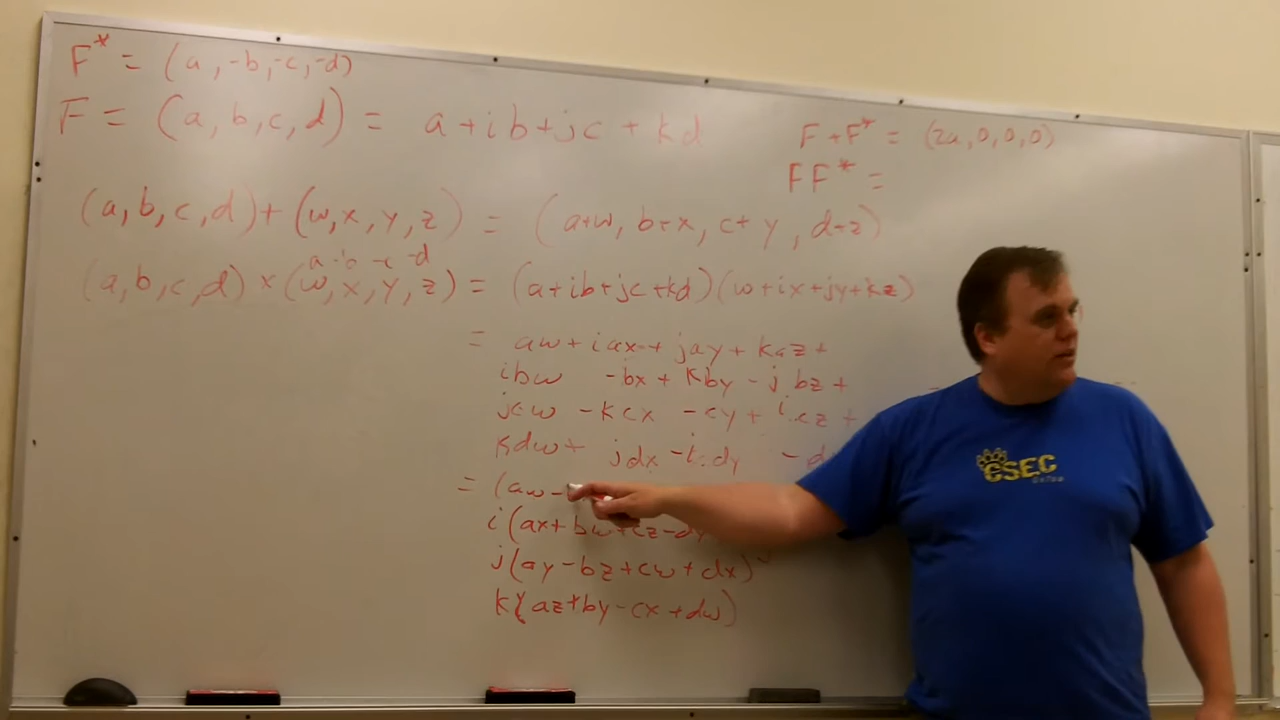 F* = (a, -b, -c, -d)
F = (a, b, c, d) = a + ib + jc + kd
F + F* = (2a, 0, 0, 0)
FF* =
(a, b, c, d) + (w, x, y, z) = (a+w, b+x, c+y, d+z)
a -b -c -d
(a, b, c, d) × (w, x, y, z) = (a+ib+jc+kd)(w+ix+jy+kz)
= aw + iax + jay + kaz +
ibw -bx + kby - jbz +
jcw - kcx - cy + icz +
kdw + jdx - idy - d
= (aw -
i(ax + bw + cz - dy
j(ay - bz + cw + dx)
k(az + by - cx + dw)
CSEC